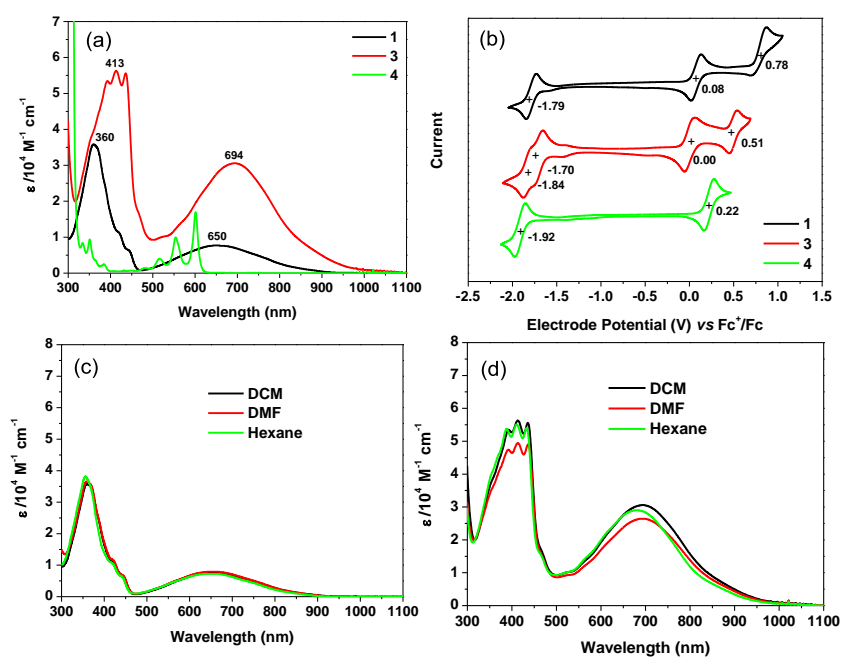 (a)
1
3
4
413
360
694
650
7
6
5
4
3
2
1
0
ε /10⁴ M⁻¹ cm⁻¹
300 400 500 600 700 800 900 1000 1100
Wavelength (nm)
(b)
0.78
0.08
-1.79
0.51
0.00
-1.70
-1.84
0.22
-1.92
1
3
4
Current
-2.5 -2.0 -1.5 -1.0 -0.5 0.0 0.5 1.0 1.5
Electrode Potential (V) vs Fc⁺/Fc
(c)
DCM
DMF
Hexane
8
7
6
5
4
3
2
1
0
ε /10⁴ M⁻¹ cm⁻¹
300 400 500 600 700 800 900 1000 1100
Wavelength (nm)
(d)
DCM
DMF
Hexane
8
7
6
5
4
3
2
1
0
ε /10⁴ M⁻¹ cm⁻¹
300 400 500 600 700 800 900 1000 1100
Wavelength (nm)